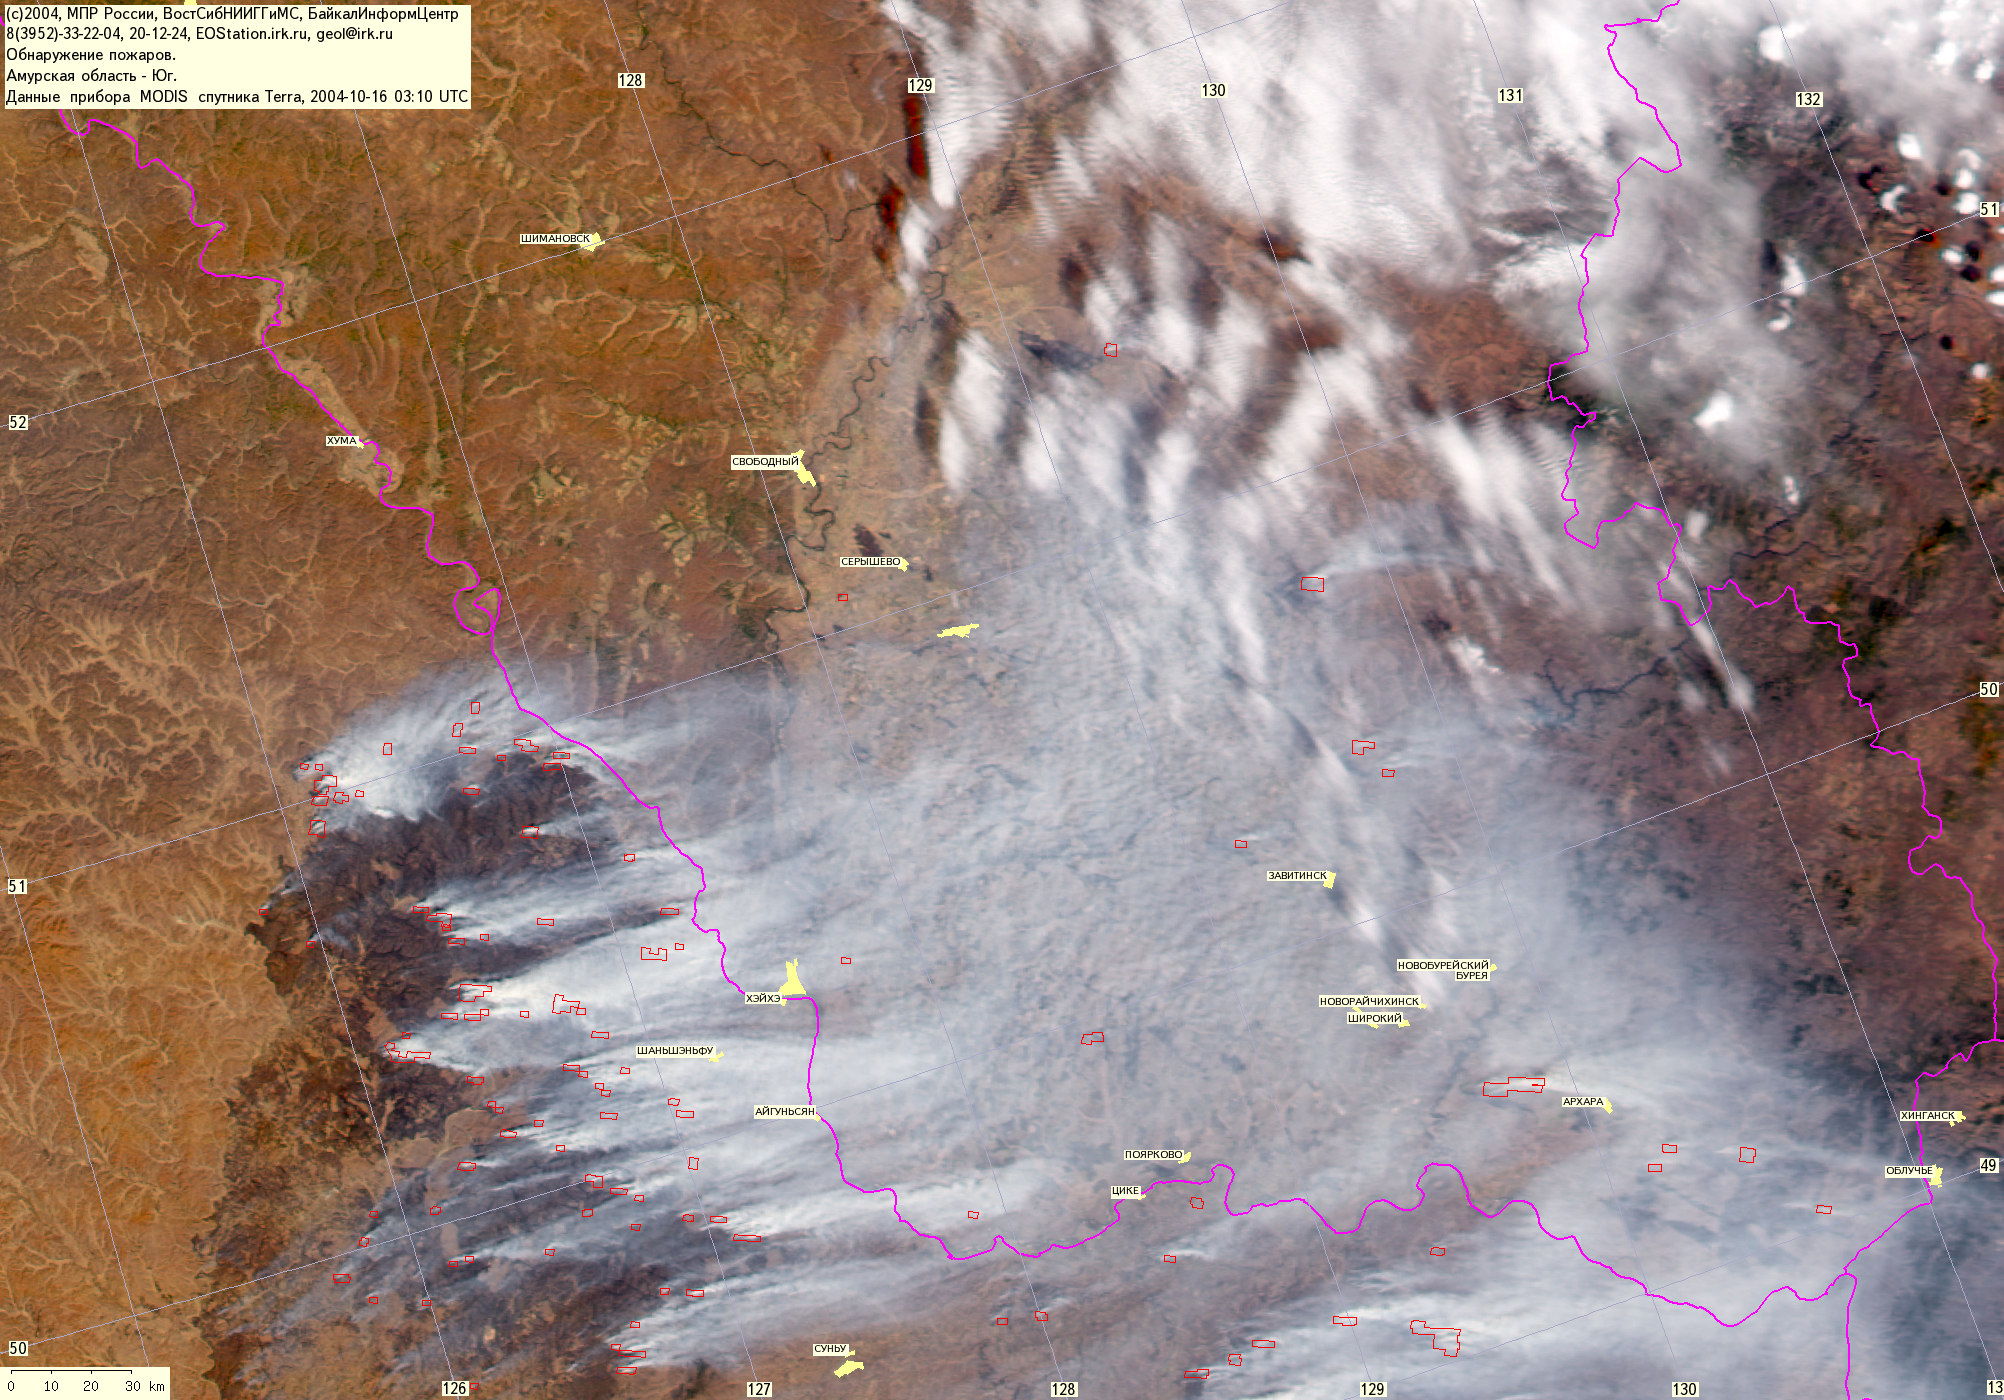 (c)2004, МПР России, ВостСибНИИГГиМС, БайкалИнформЦентр
8(3952)-33-22-04, 20-12-24, EOStation.irk.ru, geol@irk.ru
Обнаружение пожаров.
Амурская область - Юг.
Данные прибора MODIS спутника Terra, 2004-10-16 03:10 UTC
128
129
130
131
132
51
ШИМАНОВСК
52
ХУМА
СВОБОДНЫЙ
СЕРЫШЕВО
50
51
ЗАВИТИНСК
НОВОБУРЕЙСКИЙ
БУРЕЯ
ХЭЙХЭ
НОВОРАЙЧИХИНСК
ШИРОКИЙ
ШАНЬШЭНЬФУ
АРХАРА
АЙГУНЬСЯН
ХИНГАНСК
ПОЯРКОВО
49
ОБЛУЧЬЕ
ЦИКЕ
50
СУНЬУ
0 10 20 30 km
126
127
128
129
130
13